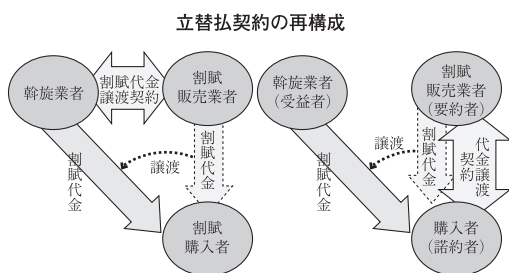 立替払契約の再構成
斡旋業者
割賦代金
譲渡契約
割賦
販売業者
割賦代金
譲渡
割賦代金
割賦
購入者
斡旋業者
(受益者)
割賦
販売業者
(要約者)
割賦代金
譲渡
割賦代金
代金譲渡
契約
購入者
(諾約者)